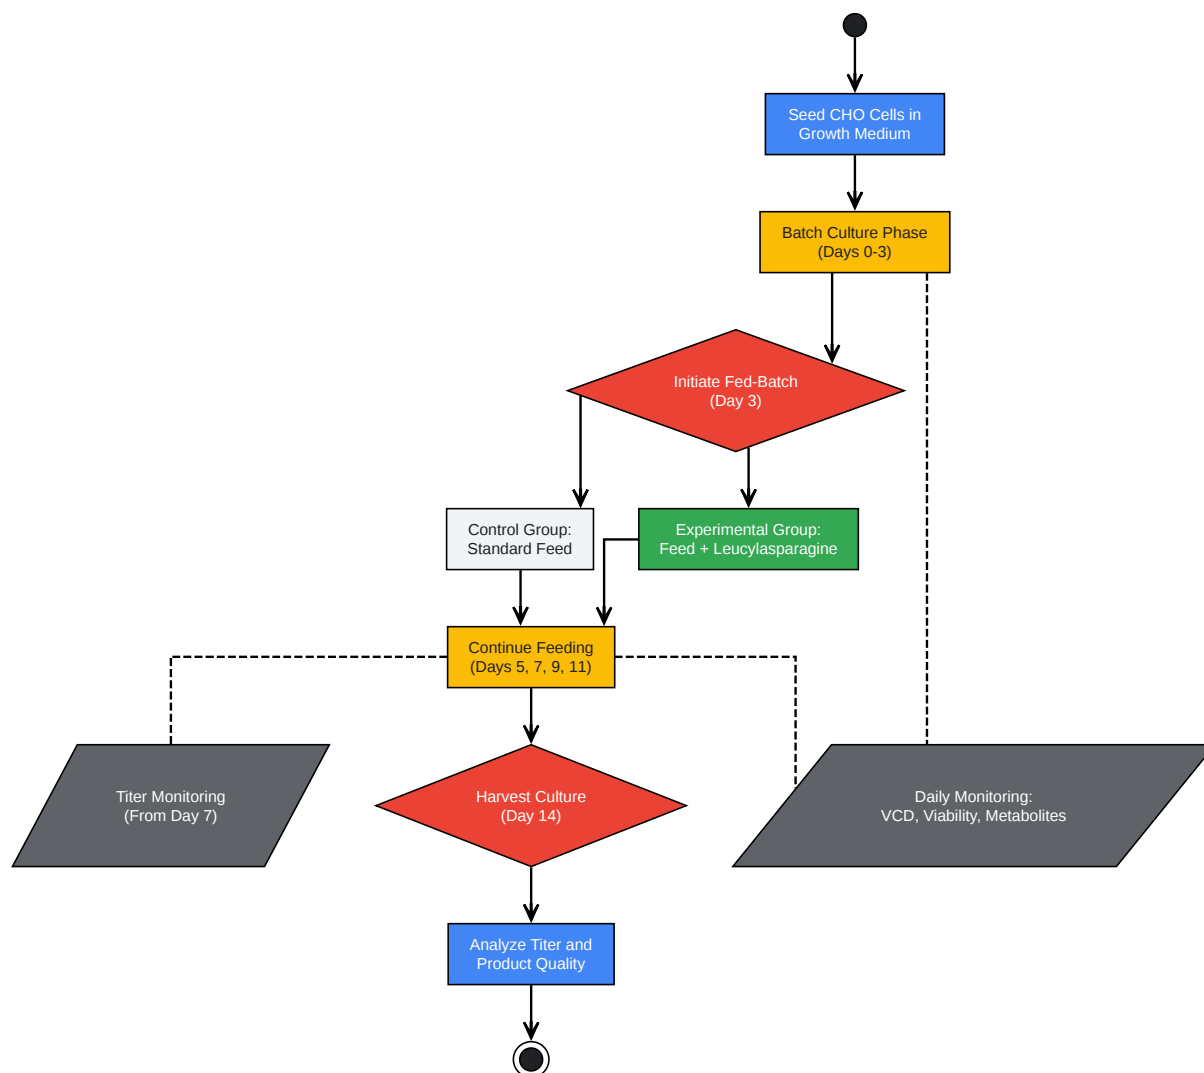 Seed CHO Cells in
Growth Medium
Batch Culture Phase
(Days 0-3)
Initiate Fed-Batch
(Day 3)
Control Group:
Standard Feed
Experimental Group:
Feed + Leucylasparagine
Continue Feeding
(Days 5, 7, 9, 11)
Titer Monitoring
(From Day 7)
Harvest Culture
(Day 14)
Daily Monitoring:
VCD, Viability, Metabolites
Analyze Titer and
Product Quality